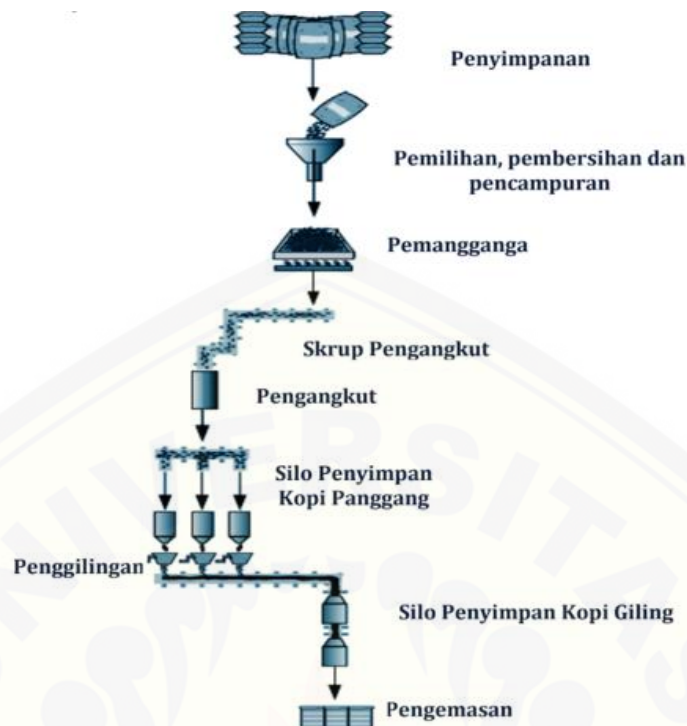 Penyimpanan
Pemilihan, pembersihan dan
pencampuran
Pemangganga
Skrup Pengangkut
Pengangkut
Silo Penyimpan
Kopi Panggang
Penggilingan
Silo Penyimpan Kopi Giling
Pengemasan
UNIVERSITAS